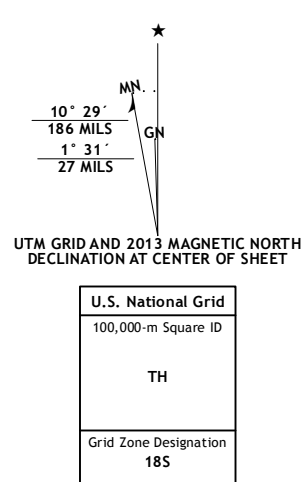 MN
10° 29´
186 MILS
GN
1° 31´
27 MILS
UTM GRID AND 2013 MAGNETIC NORTH
DECLINATION AT CENTER OF SHEET
U.S. National Grid
100,000-m Square ID
TH
Grid Zone Designation
18S